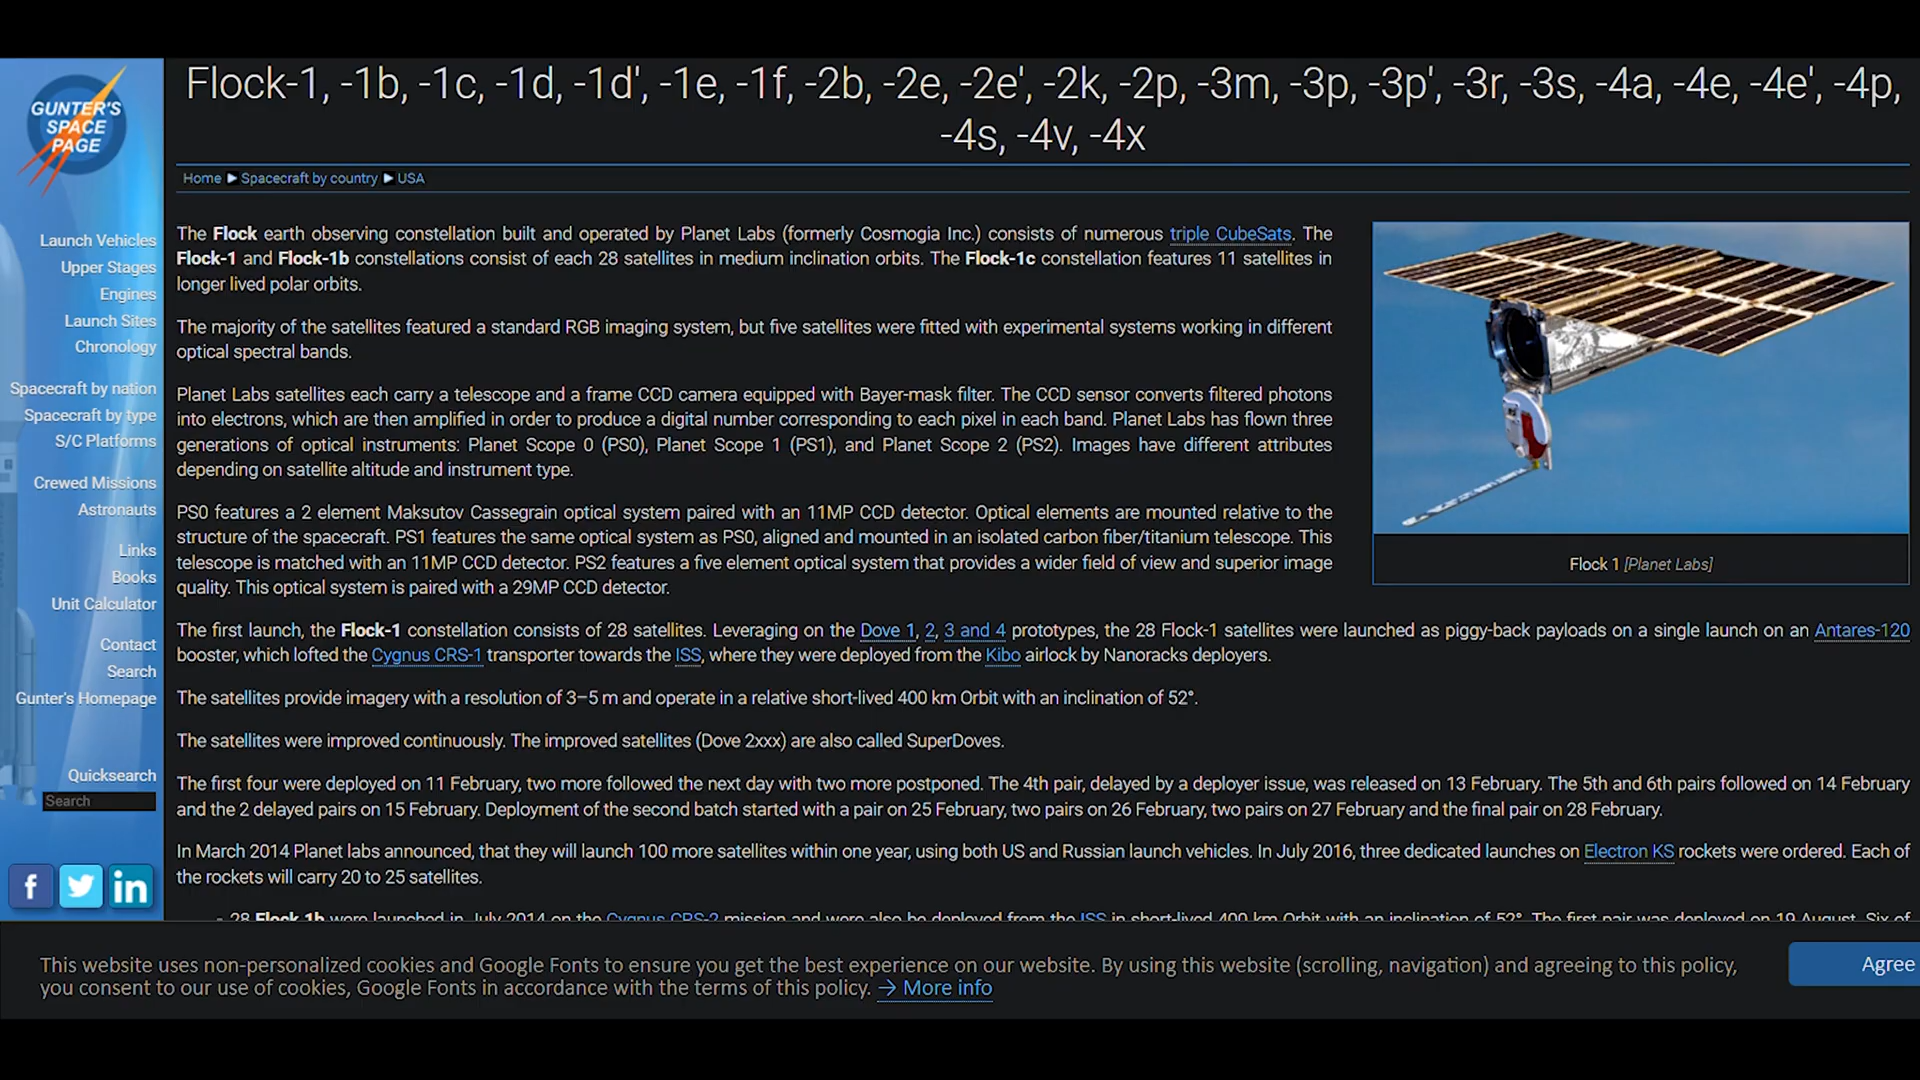 Flock-1, -1b, -1c, -1d, -1d', -1e, -1f, -2b, -2e, -2e', -2k, -2p, -3m, -3p, -3p', -3r, -3s, -4a, -4e, -4e', -4p,
-4s, -4v, -4x
GUNTER'S
SPACE
PAGE
Home ▶ Spacecraft by country ▶ USA
Launch Vehicles
Upper Stages
Engines
Launch Sites
Chronology
Spacecraft by nation
Spacecraft by type
S/C Platforms
Crewed Missions
Astronauts
Links
Books
Unit Calculator
Contact
Search
Gunter's Homepage
Quicksearch
Search
The Flock earth observing constellation built and operated by Planet Labs (formerly Cosmogia Inc.) consists of numerous triple CubeSats. The
Flock-1 and Flock-1b constellations consist of each 28 satellites in medium inclination orbits. The Flock-1c constellation features 11 satellites in
longer lived polar orbits.
The majority of the satellites featured a standard RGB imaging system, but five satellites were fitted with experimental systems working in different
optical spectral bands.
Planet Labs satellites each carry a telescope and a frame CCD camera equipped with Bayer-mask filter. The CCD sensor converts filtered photons
into electrons, which are then amplified in order to produce a digital number corresponding to each pixel in each band. Planet Labs has flown three
generations of optical instruments: Planet Scope 0 (PS0), Planet Scope 1 (PS1), and Planet Scope 2 (PS2). Images have different attributes
depending on satellite altitude and instrument type.
PS0 features a 2 element Maksutov Cassegrain optical system paired with an 11MP CCD detector. Optical elements are mounted relative to the
structure of the spacecraft. PS1 features the same optical system as PS0, aligned and mounted in an isolated carbon fiber/titanium telescope. This
telescope is matched with an 11MP CCD detector. PS2 features a five element optical system that provides a wider field of view and superior image
quality. This optical system is paired with a 29MP CCD detector.
Flock 1 [Planet Labs]
The first launch, the Flock-1 constellation consists of 28 satellites. Leveraging on the Dove 1, 2, 3 and 4 prototypes, the 28 Flock-1 satellites were launched as piggy-back payloads on a single launch on an Antares-120
booster, which lofted the Cygnus CRS-1 transporter towards the ISS, where they were deployed from the Kibo airlock by Nanoracks deployers.
The satellites provide imagery with a resolution of 3–5 m and operate in a relative short-lived 400 km Orbit with an inclination of 52°.
The satellites were improved continuously. The improved satellites (Dove 2xxx) are also called SuperDoves.
The first four were deployed on 11 February, two more followed the next day with two more postponed. The 4th pair, delayed by a deployer issue, was released on 13 February. The 5th and 6th pairs followed on 14 February
and the 2 delayed pairs on 15 February. Deployment of the second batch started with a pair on 25 February, two pairs on 26 February, two pairs on 27 February and the final pair on 28 February.
In March 2014 Planet labs announced, that they will launch 100 more satellites within one year, using both US and Russian launch vehicles. In July 2016, three dedicated launches on Electron KS rockets were ordered. Each of
the rockets will carry 20 to 25 satellites.
- 28 Flock 1b were launched in July 2014 on the Cygnus CRS-2 mission and were also be deployed from the ISS in short-lived 400 km Orbit with an inclination of 52°. The first pair was deployed on 19 August. Six of
This website uses non-personalized cookies and Google Fonts to ensure you get the best experience on our website. By using this website (scrolling, navigation) and agreeing to this policy,
you consent to our use of cookies, Google Fonts in accordance with the terms of this policy. → More info
Agree